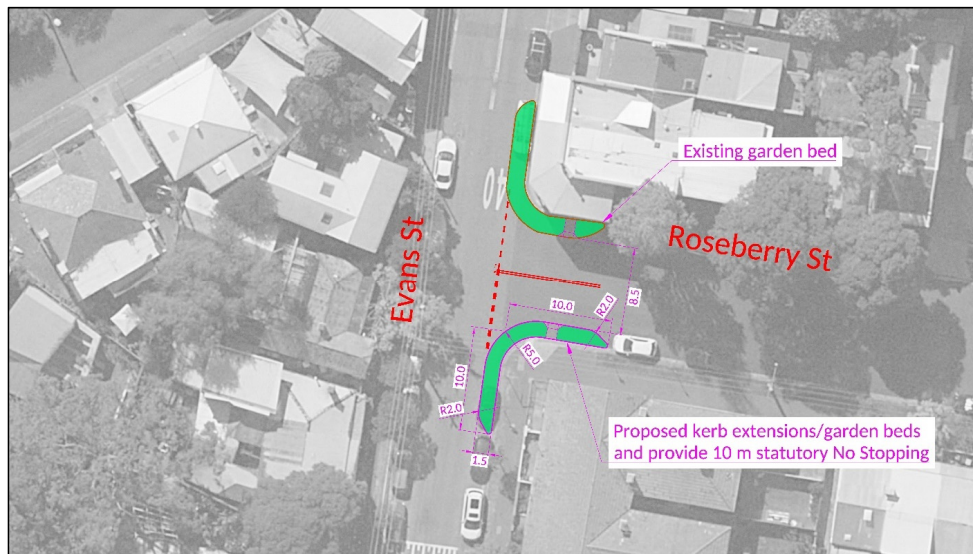 Existing garden bed
40
Roseberry St
Evans St
8.5
10.0
R2.0
R5.0
10.0
R2.0
1.5
Proposed kerb extensions/garden beds
and provide 10 m statutory No Stopping